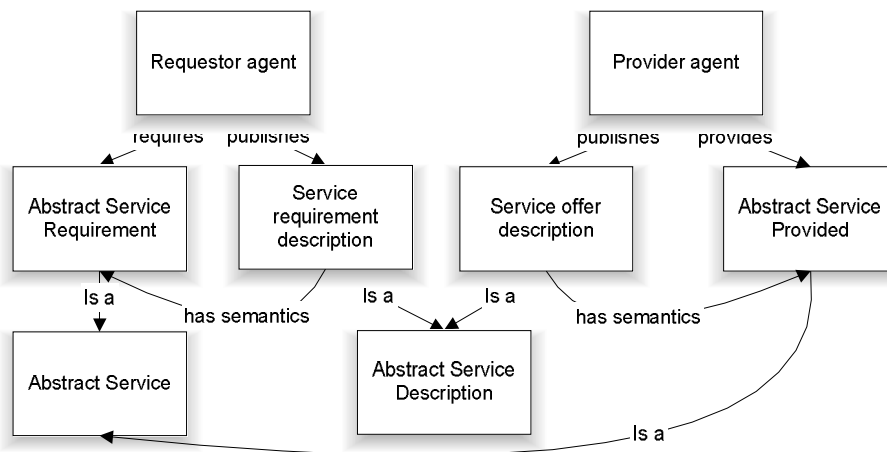 Requestor agent
Provider agent
requires
publishes
publishes
provides
Abstract Service
Requirement
Service
requirement
description
Service offer
description
Abstract Service
Provided
Is a
has semantics
Is a
Is a
has semantics
Abstract Service
Abstract Service
Description
Is a